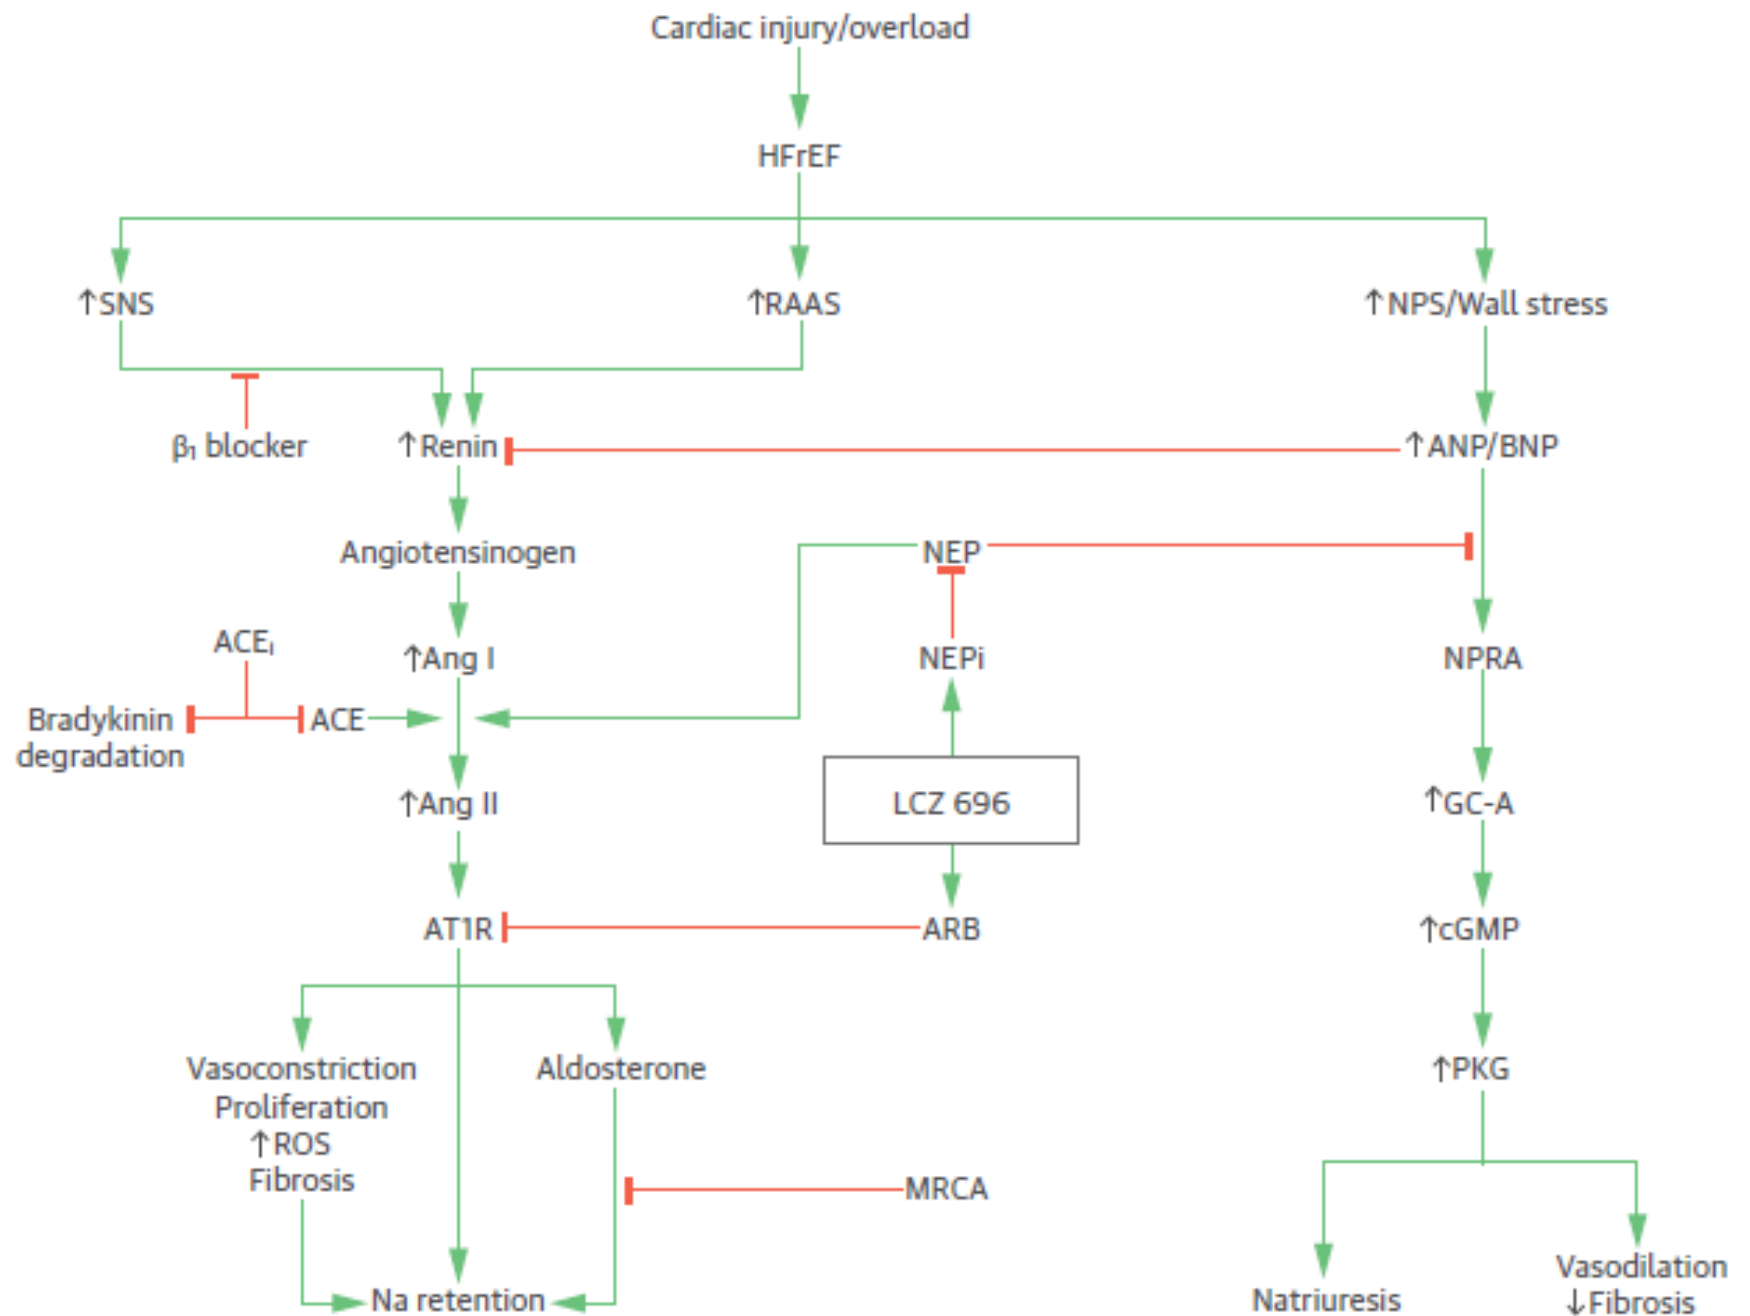 Cardiac injury/overload
HFrEF
↑SNS
↑RAAS
↑NPS/Wall stress
β₁ blocker
↑Renin
↑ANP/BNP
Angiotensinogen
NEP
ACEᵢ
↑Ang I
NEPi
NPRA
Bradykinin
degradation
ACE
↑Ang II
LCZ 696
↑GC-A
AT1R
ARB
↑cGMP
Vasoconstriction
Proliferation
↑ROS
Fibrosis
Aldosterone
↑PKG
MRCA
Na retention
Natriuresis
Vasodilation
↓Fibrosis